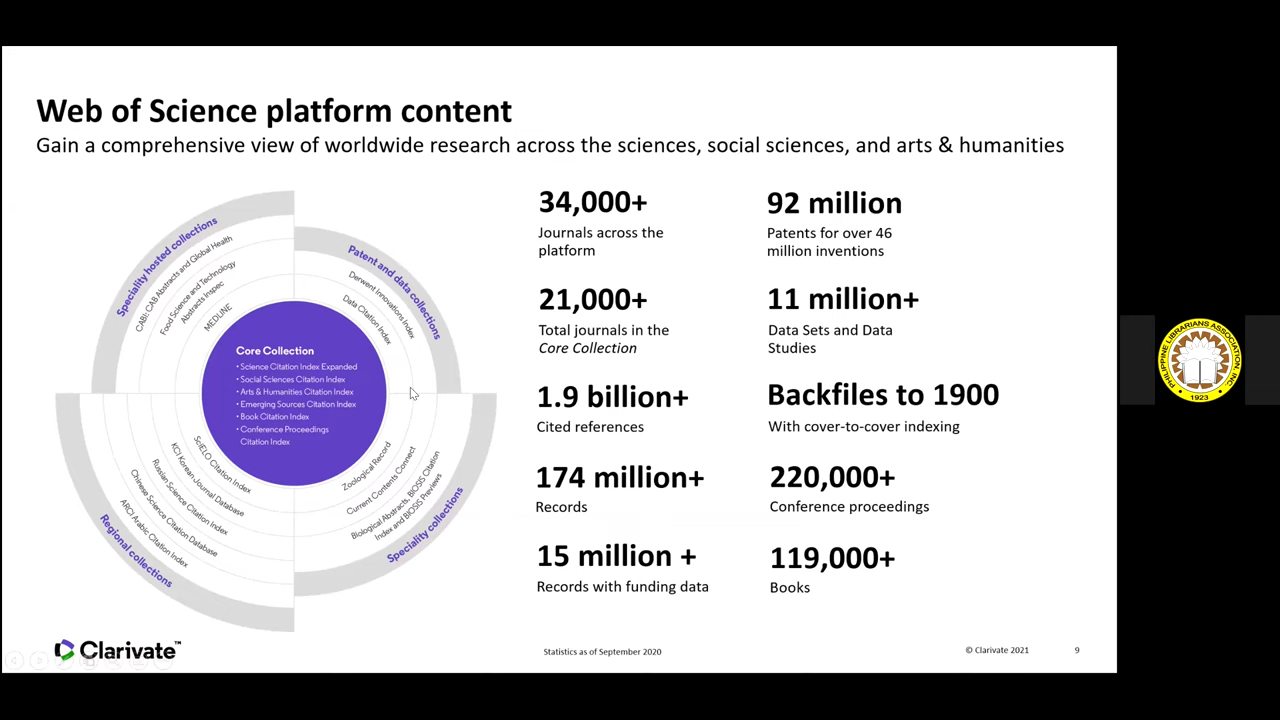 Web of Science platform content
Gain a comprehensive view of worldwide research across the sciences, social sciences, and arts & humanities
Speciality hosted collections
CABI: CAB Abstracts and Global Health
Food Science and Technology
Abstracts Inspec
MEDLINE
Patent and data collections
Derwent Innovations Index
Data Citation Index
Core Collection
• Science Citation Index Expanded
• Social Sciences Citation Index
• Arts & Humanities Citation Index
• Emerging Sources Citation Index
• Book Citation Index
• Conference Proceedings
Citation Index
SciELO Citation Index
KCI Korean Journal Database
Russian Science Citation Index
Chinese Science Citation Database
ARCI Arabic Citation Index
Regional collections
Zoological Record
Current Contents Connect
Biological Abstracts, BIOSIS Citation
Index and BIOSIS Previews
Speciality collections
34,000+
Journals across the
platform
21,000+
Total journals in the
Core Collection
1.9 billion+
Cited references
174 million+
Records
15 million +
Records with funding data
92 million
Patents for over 46
million inventions
11 million+
Data Sets and Data
Studies
Backfiles to 1900
With cover-to-cover indexing
220,000+
Conference proceedings
119,000+
Books
Clarivate™
Statistics as of September 2020
© Clarivate 2021
9
PHILIPPINE LIBRARIANS ASSOCIATION, INC.
1923